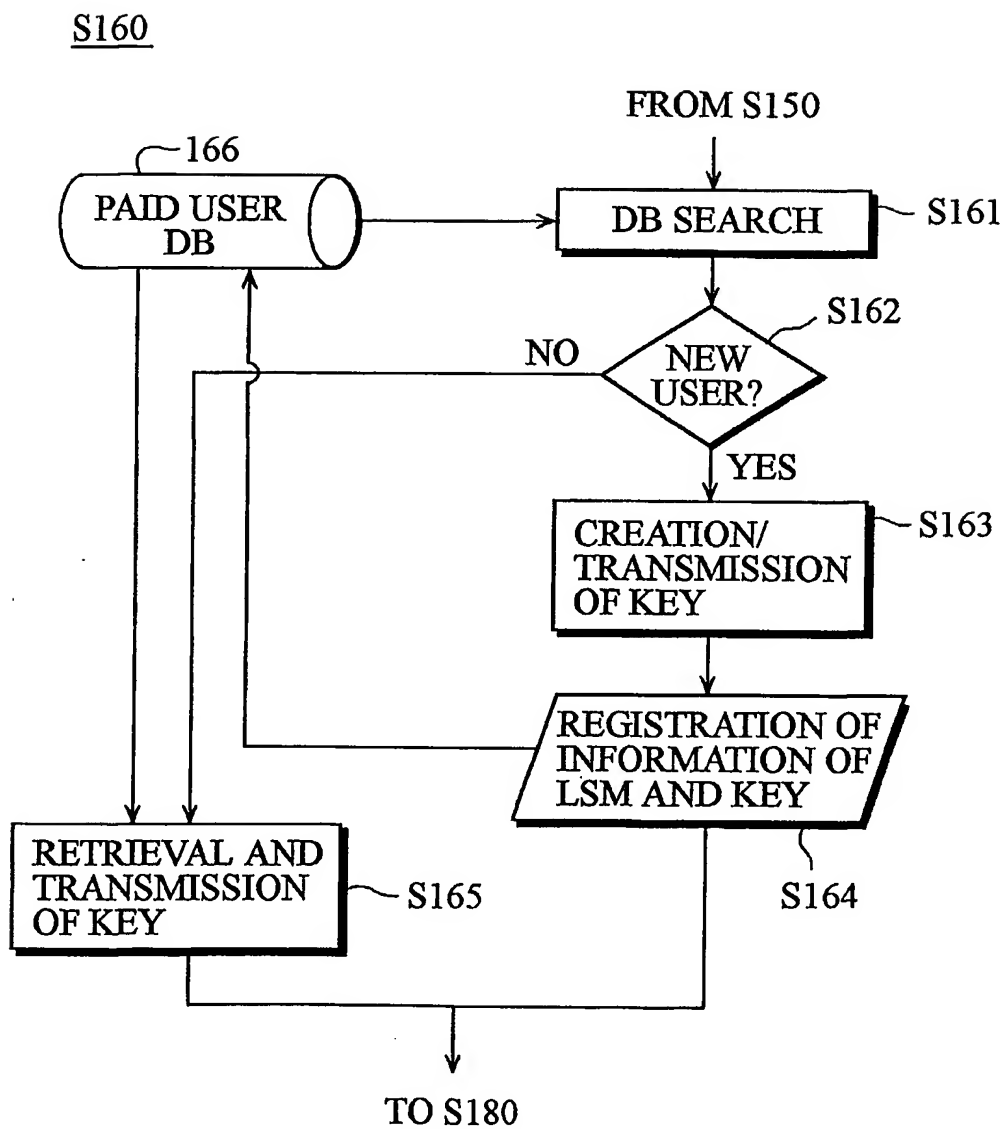 S160
FROM S150
166
PAID USER
DB
DB SEARCH
S161
S162
NO
NEW
USER?
YES
S163
CREATION/
TRANSMISSION
OF KEY
REGISTRATION OF
INFORMATION OF
LSM AND KEY
S164
RETRIEVAL AND
TRANSMISSION
OF KEY
S165
TO S180